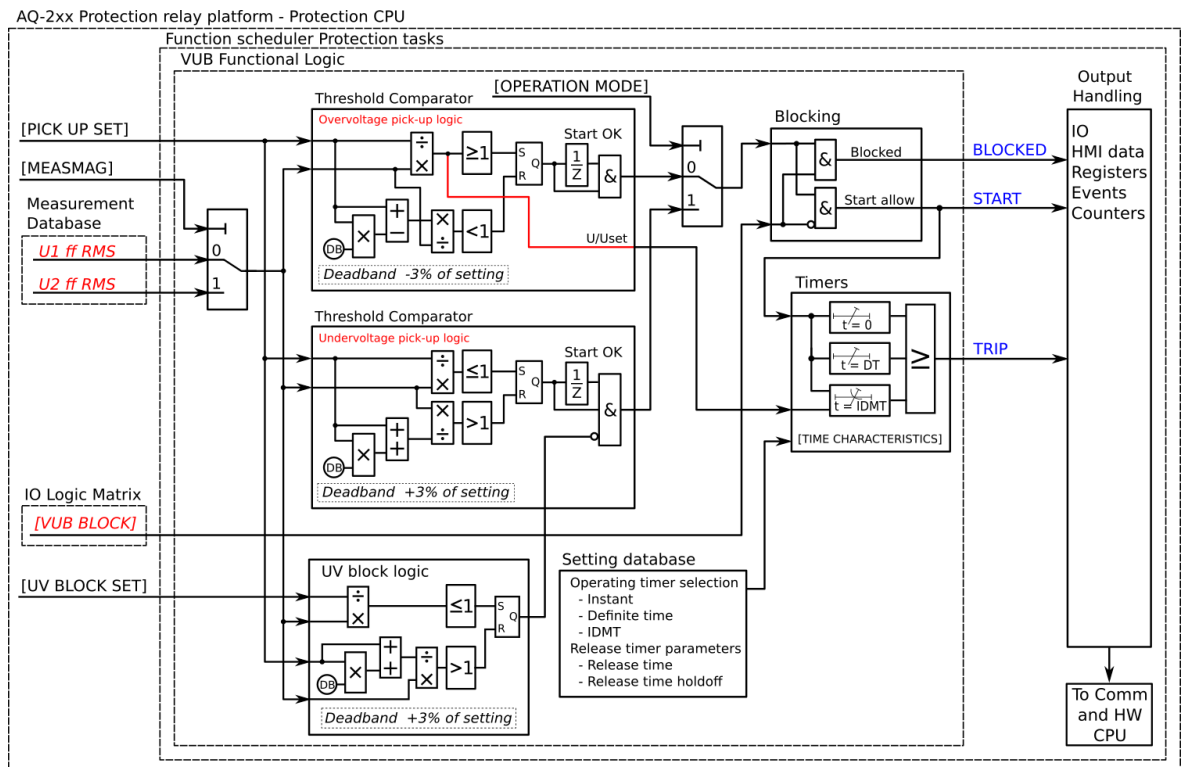 AQ-2xx Protection relay platform - Protection CPU
Function scheduler Protection tasks
VUB Functional Logic
[OPERATION MODE]
Output
Handling
Threshold Comparator
Overvoltage pick-up logic
Blocking
[PICK UP SET]
÷
×
≥1
S
R
Q
Start OK
1
Z
&
0
1
&
Blocked
BLOCKED
IO
HMI data
Registers
Events
Counters
[MEASMAG]
Measurement
Database
U1 ff RMS
U2 ff RMS
0
1
+
−
×
DB
×
÷
<1
U/Uset
&
Start allow
START
Deadband  -3% of setting
Timers
t = 0
t = DT
t = IDMT
≥
TRIP
[TIME CHARACTERISTICS]
Threshold Comparator
Undervoltage pick-up logic
÷
×
≤1
S
R
Q
Start OK
1
Z
&
×
÷
>1
+
+
×
DB
Deadband  +3% of setting
IO Logic Matrix
[VUB BLOCK]
[UV BLOCK SET]
UV block logic
÷
×
≤1
S
R
Q
+
+
×
DB
÷
×
>1
Deadband  +3% of setting
Setting database
Operating timer selection
- Instant
- Definite time
- IDMT
Release timer parameters
- Release time
- Release time holdoff
To Comm
and HW
CPU